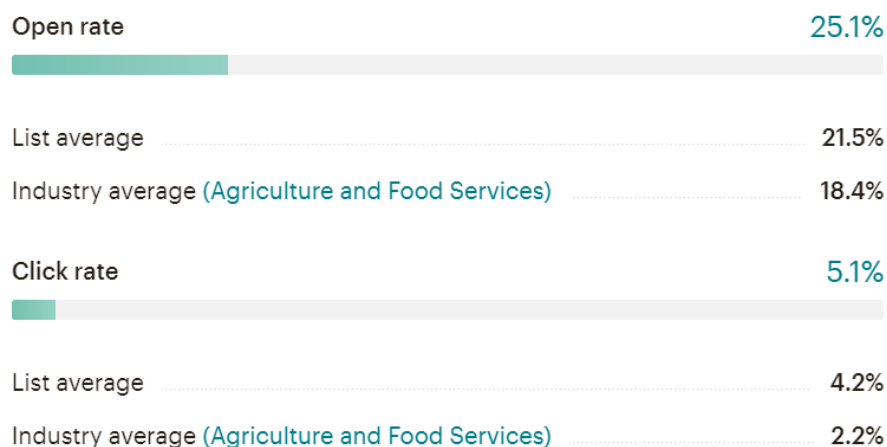 Open rate 25.1%
List average 21.5%
Industry average (Agriculture and Food Services) 18.4%
Click rate 5.1%
List average 4.2%
Industry average (Agriculture and Food Services) 2.2%